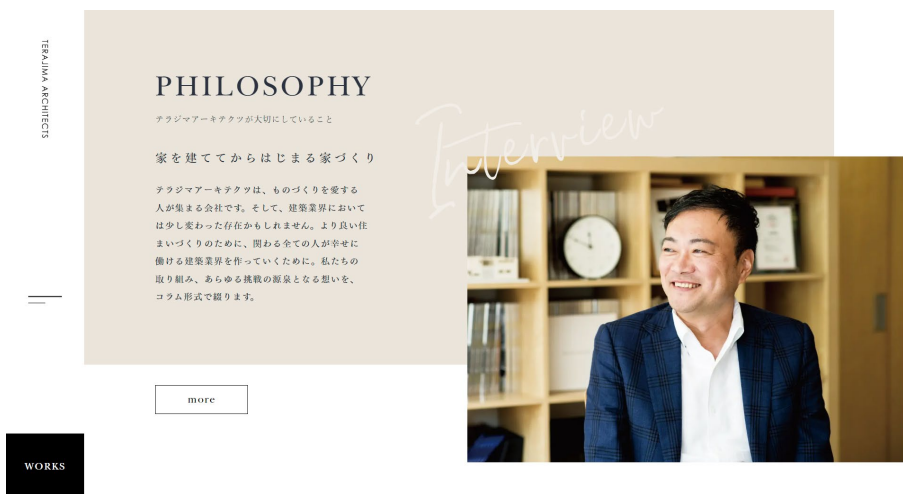 TERAJIMA ARCHITECTS
PHILOSOPHY
テラジマアーキテクツが大切にしていること
Interview
家を建ててからはじまる家づくり
テラジマアーキテクツは、ものづくりを愛する
人が集まる会社です。そして、建築業界において
は少し変わった存在かもしれません。より良い住
まいづくりのために、関わる全ての人が幸せに
働ける建築業界を作っていくために。私たちの
取り組み、あらゆる挑戦の源泉となる想いを、
コラム形式で綴ります。
more
WORKS